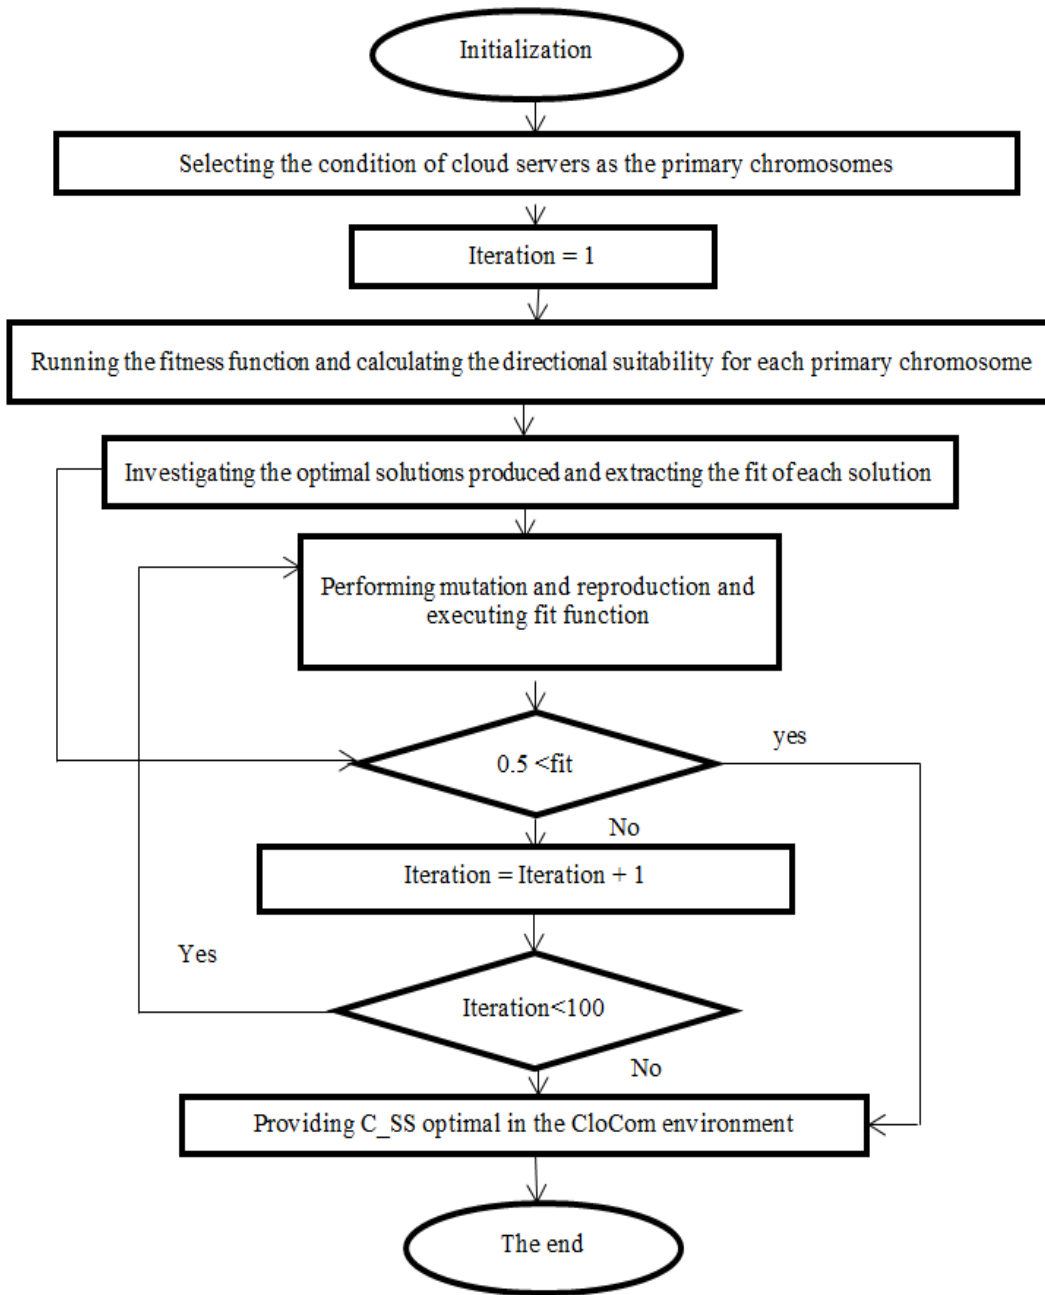 Initialization
Selecting the condition of cloud servers as the primary chromosomes
Iteration = 1
Running the fitness function and calculating the directional suitability for each primary chromosome
Investigating the optimal solutions produced and extracting the fit of each solution
Performing mutation and reproduction and
executing fit function
0.5 <fit
yes
No
Iteration = Iteration + 1
Yes
Iteration<100
No
Providing C_SS optimal in the CloCom environment
The end